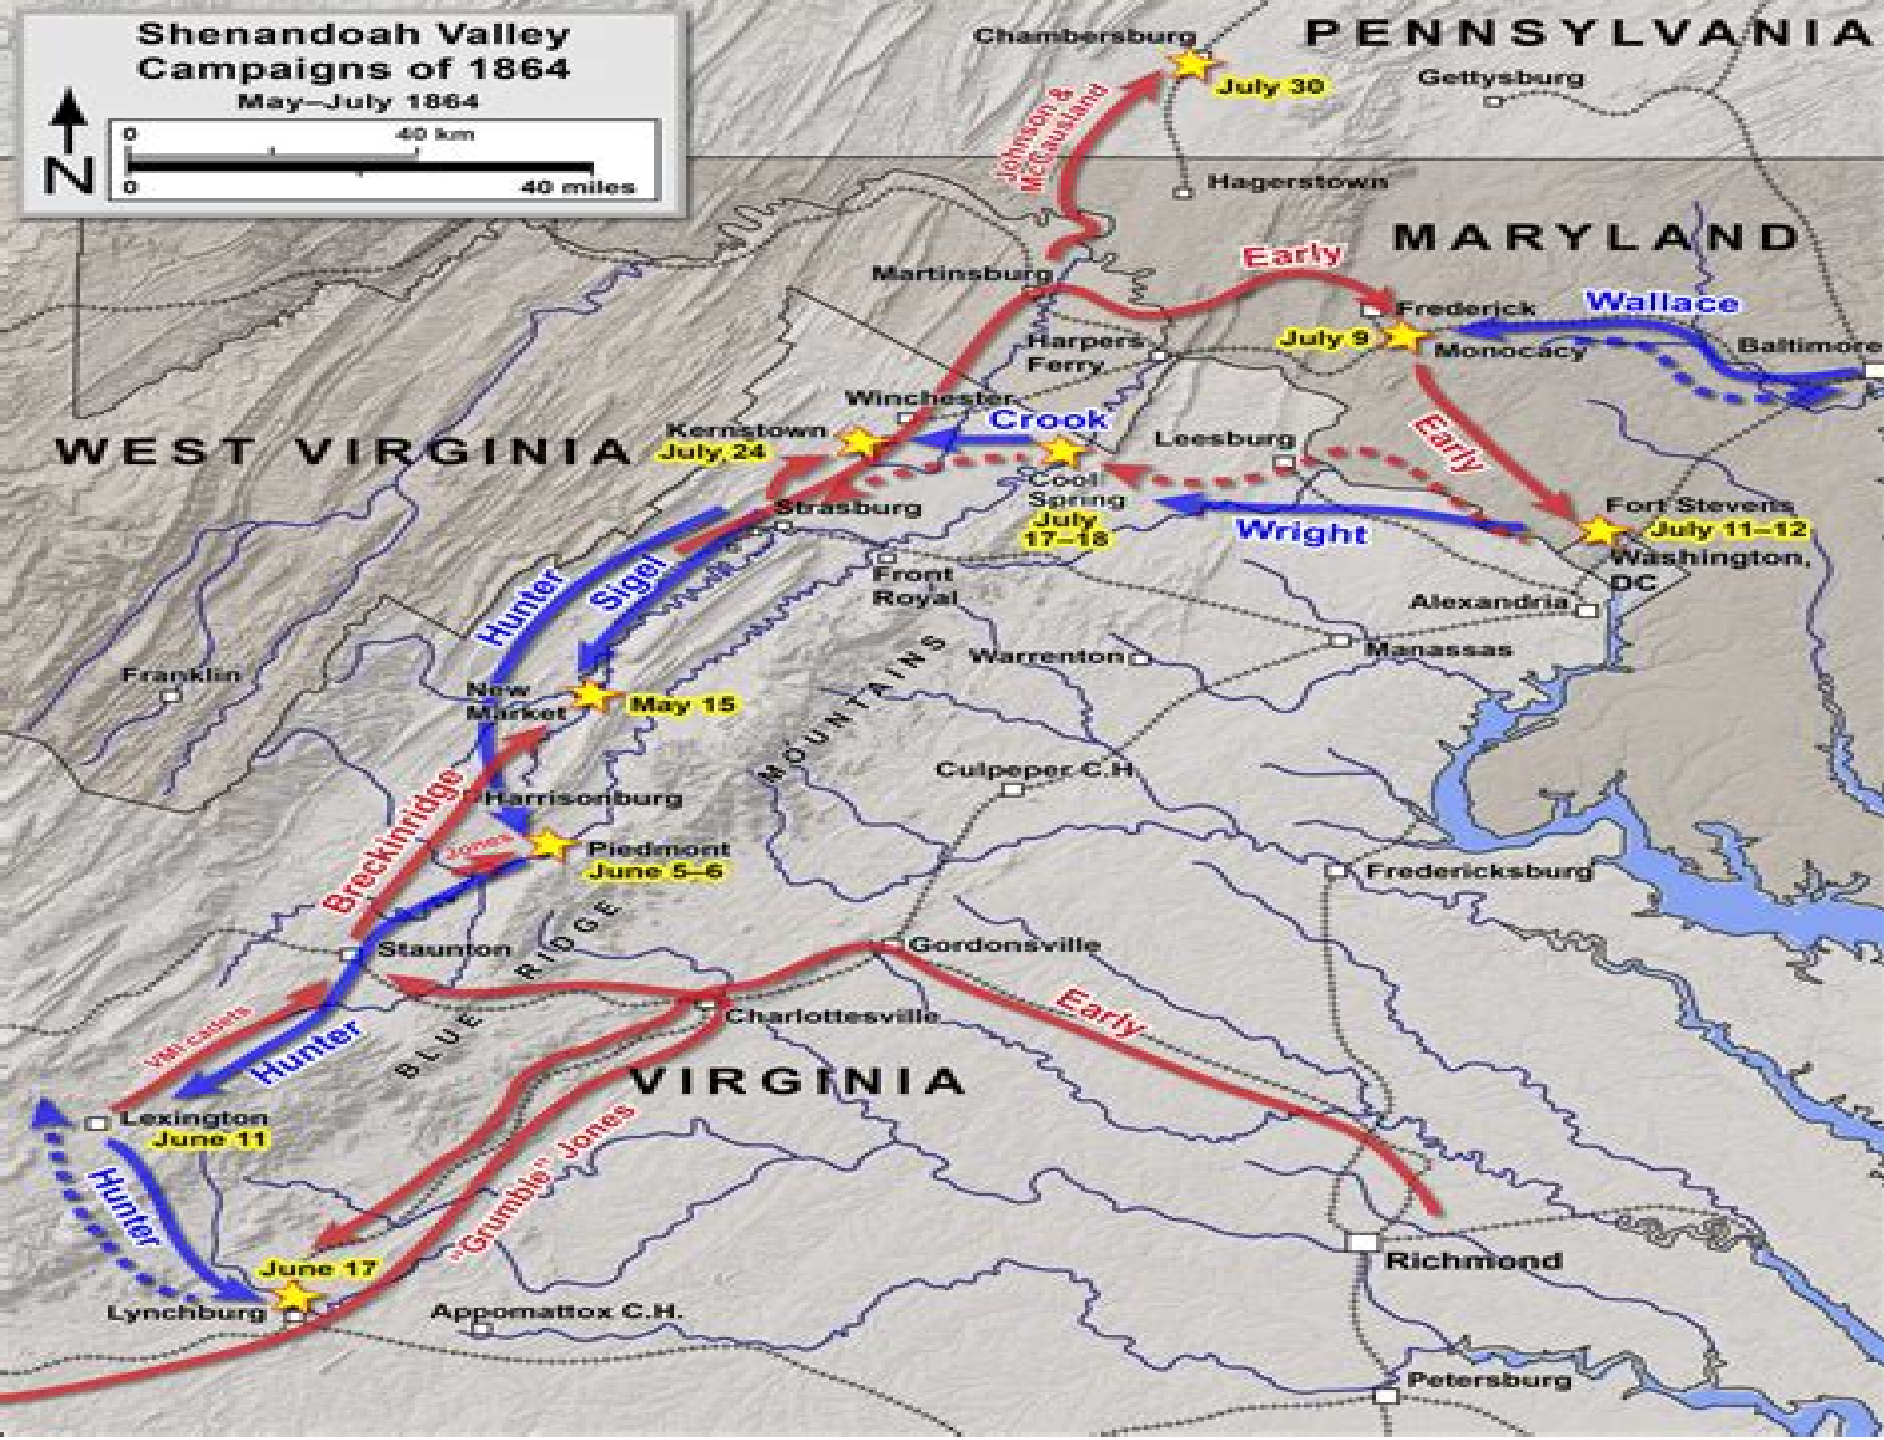 Shenandoah Valley
Campaigns of 1864
May–July 1864
0
40 km
0
40 miles
N
Chambersburg
July 30
PENNSYLVANIA
Gettysburg
Johnson &
McCausland
Hagerstown
MARYLAND
Early
Martinsburg
Frederick
Wallace
July 9
Monocacy
Baltimore
Harpers
Ferry
Winchester
Crook
Kernstown
July 24
Leesburg
Early
WEST VIRGINIA
Cool
Spring
July
17–18
Strasburg
Wright
Fort Stevens
July 11–12
Washington,
DC
Hunter
Sigel
Front
Royal
Alexandria
Manassas
Warrenton
Franklin
New
Market
May 15
BLUE RIDGE MOUNTAINS
Culpeper C.H.
Breckinridge
Harrisonburg
Jones
Piedmont
June 5–6
Fredericksburg
Staunton
Gordonsville
Early
VMI cadets
Hunter
Charlottesville
VIRGINIA
Lexington
June 11
Hunter
"Grumble" Jones
June 17
Lynchburg
Appomattox C.H.
Richmond
Petersburg